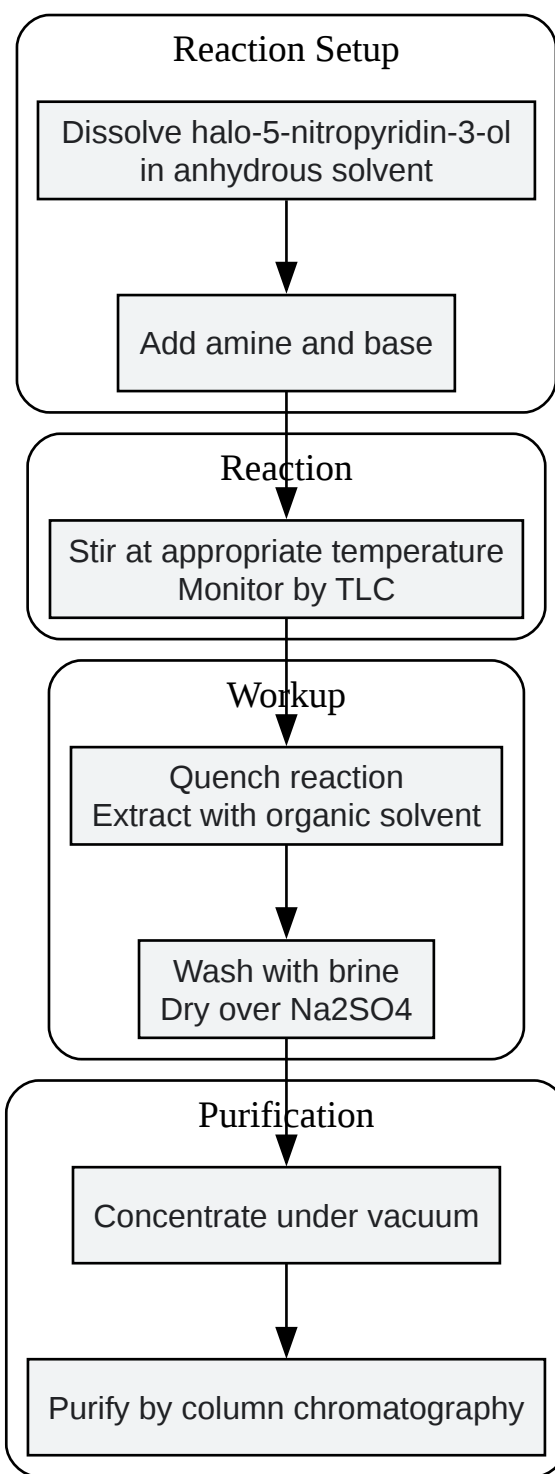 Reaction Setup
Dissolve halo-5-nitropyridin-3-ol
in anhydrous solvent
Add amine and base
Reaction
Stir at appropriate temperature
Monitor by TLC
Workup
Quench reaction
Extract with organic solvent
Wash with brine
Dry over Na2SO4
Purification
Concentrate under vacuum
Purify by column chromatography